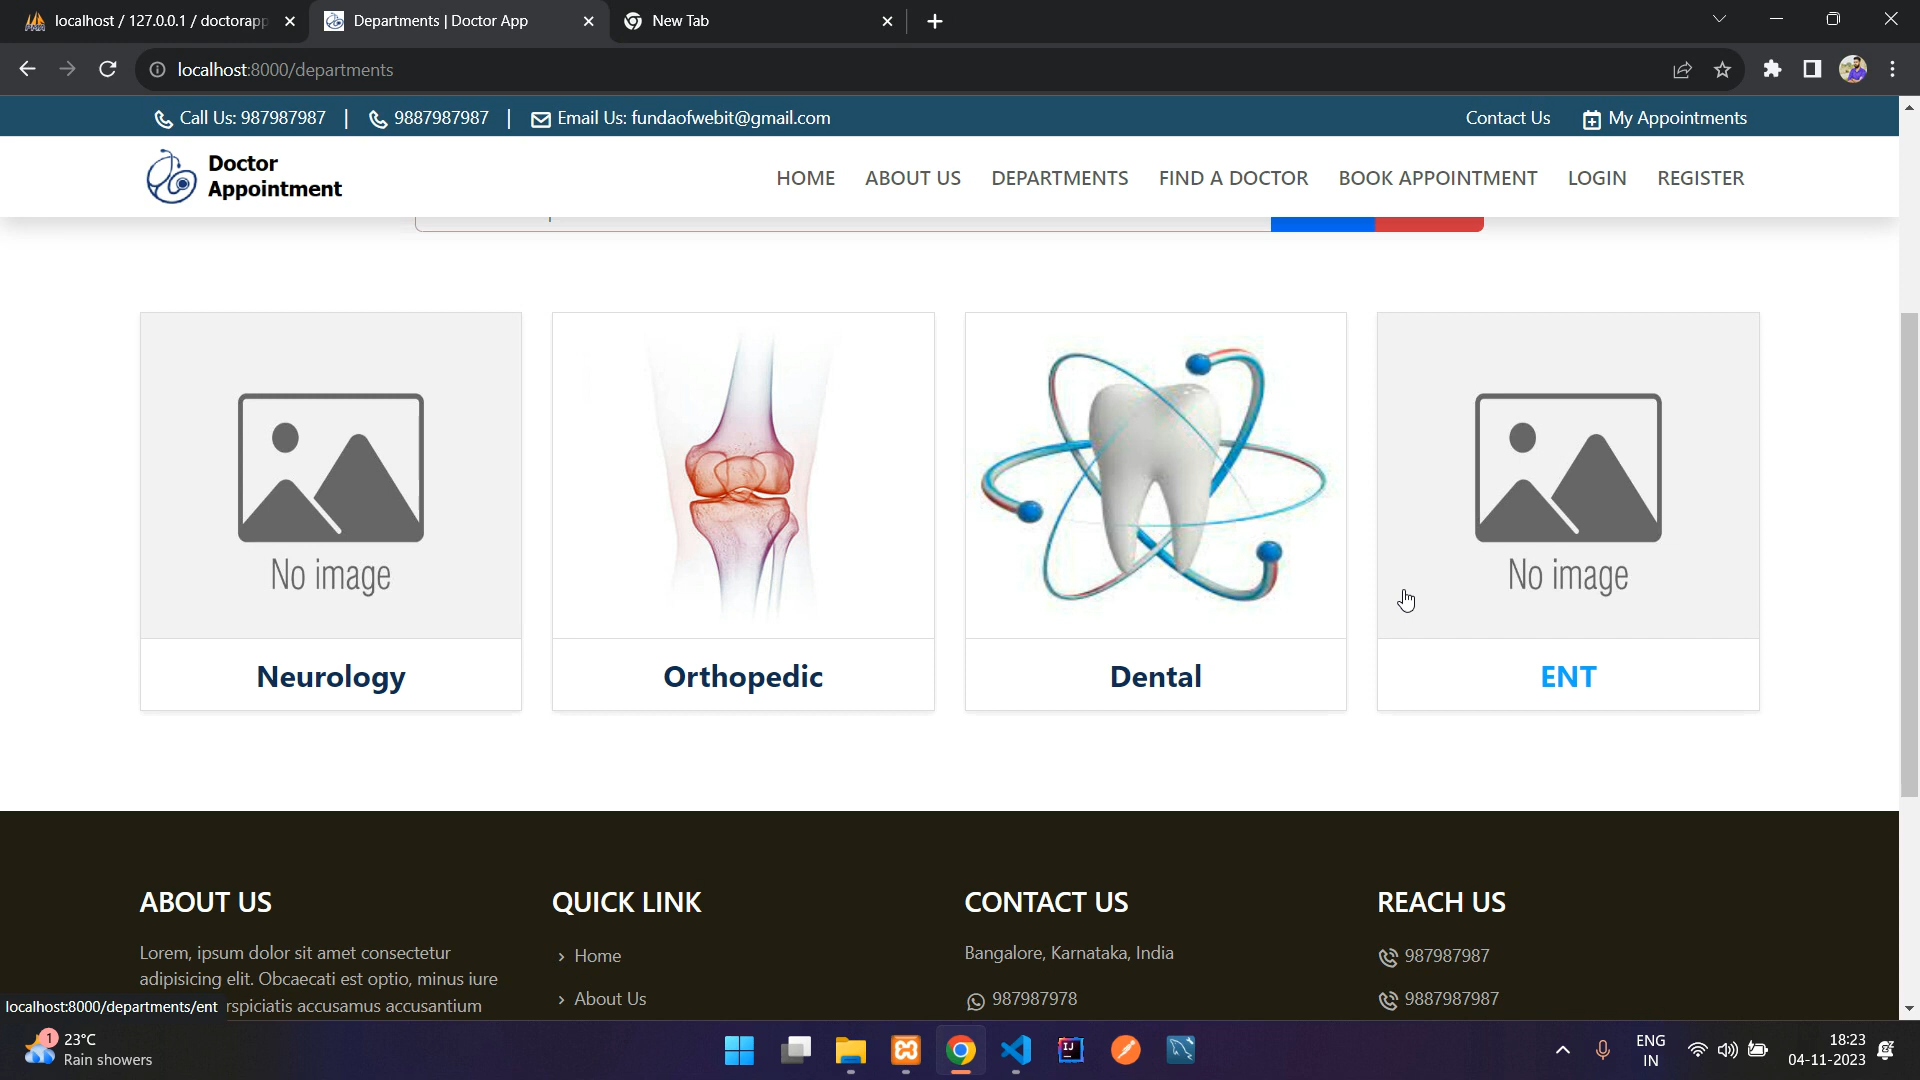 localhost / 127.0.0.1 / doctorapp
Departments | Doctor App
New Tab
localhost:8000/departments
Call Us: 987987987 | 9887987987 | Email Us: fundaofwebit@gmail.com
Contact Us My Appointments
Doctor
Appointment
HOME ABOUT US DEPARTMENTS FIND A DOCTOR BOOK APPOINTMENT LOGIN REGISTER
No image
No image
Neurology
Orthopedic
Dental
ENT
ABOUT US
Lorem, ipsum dolor sit amet consectetur
adipisicing elit. Obcaecati est optio, minus iure
rspiciatis accusamus accusantium
QUICK LINK
Home
About Us
CONTACT US
Bangalore, Karnataka, India
987987978
REACH US
987987987
9887987987
localhost:8000/departments/ent
1
23°C
Rain showers
IJ
ENG
IN
18:23
04-11-2023